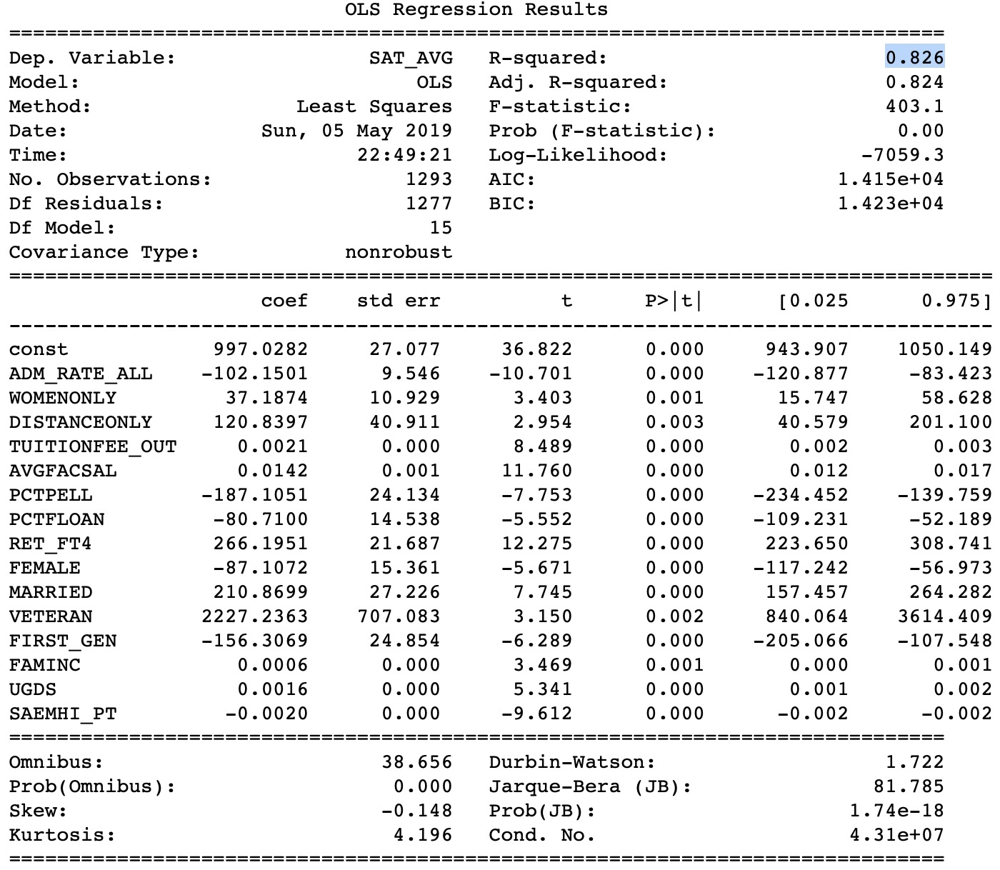 OLS Regression Results
==============================================================================
Dep. Variable: SAT_AVG R-squared: 0.826
Model: OLS Adj. R-squared: 0.824
Method: Least Squares F-statistic: 403.1
Date: Sun, 05 May 2019 Prob (F-statistic): 0.00
Time: 22:49:21 Log-Likelihood: -7059.3
No. Observations: 1293 AIC: 1.415e+04
Df Residuals: 1277 BIC: 1.423e+04
Df Model: 15
Covariance Type: nonrobust
==================================================================================
coef std err t P>|t| [0.025 0.975]
----------------------------------------------------------------------------------
const 997.0282 27.077 36.822 0.000 943.907 1050.149
ADM_RATE_ALL -102.1501 9.546 -10.701 0.000 -120.877 -83.423
WOMENONLY 37.1874 10.929 3.403 0.001 15.747 58.628
DISTANCEONLY 120.8397 40.911 2.954 0.003 40.579 201.100
TUITIONFEE_OUT 0.0021 0.000 8.489 0.000 0.002 0.003
AVGFACSAL 0.0142 0.001 11.760 0.000 0.012 0.017
PCTPELL -187.1051 24.134 -7.753 0.000 -234.452 -139.759
PCTFLOAN -80.7100 14.538 -5.552 0.000 -109.231 -52.189
RET_FT4 266.1951 21.687 12.275 0.000 223.650 308.741
FEMALE -87.1072 15.361 -5.671 0.000 -117.242 -56.973
MARRIED 210.8699 27.226 7.745 0.000 157.457 264.282
VETERAN 2227.2363 707.083 3.150 0.002 840.064 3614.409
FIRST_GEN -156.3069 24.854 -6.289 0.000 -205.066 -107.548
FAMINC 0.0006 0.000 3.469 0.001 0.000 0.001
UGDS 0.0016 0.000 5.341 0.000 0.001 0.002
SAEMHI_PT -0.0020 0.000 -9.612 0.000 -0.002 -0.002
==============================================================================
Omnibus: 38.656 Durbin-Watson: 1.722
Prob(Omnibus): 0.000 Jarque-Bera (JB): 81.785
Skew: -0.148 Prob(JB): 1.74e-18
Kurtosis: 4.196 Cond. No. 4.31e+07
==============================================================================